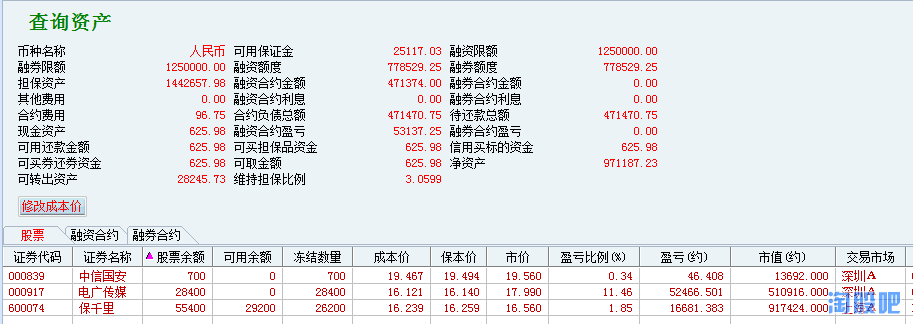 查询资产
币种名称 人民币 可用保证金 25117.03 融资限额 1250000.00
融券限额 1250000.00 融资额度 778529.25 融券额度 778529.25
担保资产 1442657.98 融资合约金额 471374.00 融券合约金额 0.00
其他费用 0.00 融资合约利息 0.00 融券合约利息 0.00
合约费用 96.75 合约负债总额 471470.75 待还款总额 471470.75
现金资产 625.98 融资合约盈亏 53137.25 融券合约盈亏 0.00
可用还款金额 625.98 可买担保品资金 625.98 信用买标的资金 625.98
可买券还券资金 625.98 可取金额 625.98 净资产 971187.23
可转出资产 28245.73 维持担保比例 3.0599
修改成本价
股票 融资合约 融券合约
证券代码 证券名称 股票余额 可用余额 冻结数量 成本价 保本价 市价 盈亏比例(%) 盈亏(约) 市值(约) 交易市场
000839 中信国安 700 0 700 19.467 19.494 19.560 0.34 46.408 13692.000 深圳A
000917 电广传媒 28400 0 28400 16.121 16.140 17.990 11.46 52466.501 510916.000 深圳A
600074 保千里 55400 29200 26200 16.239 16.259 16.560 1.85 16681.383 917424.000 上海A
淘股吧